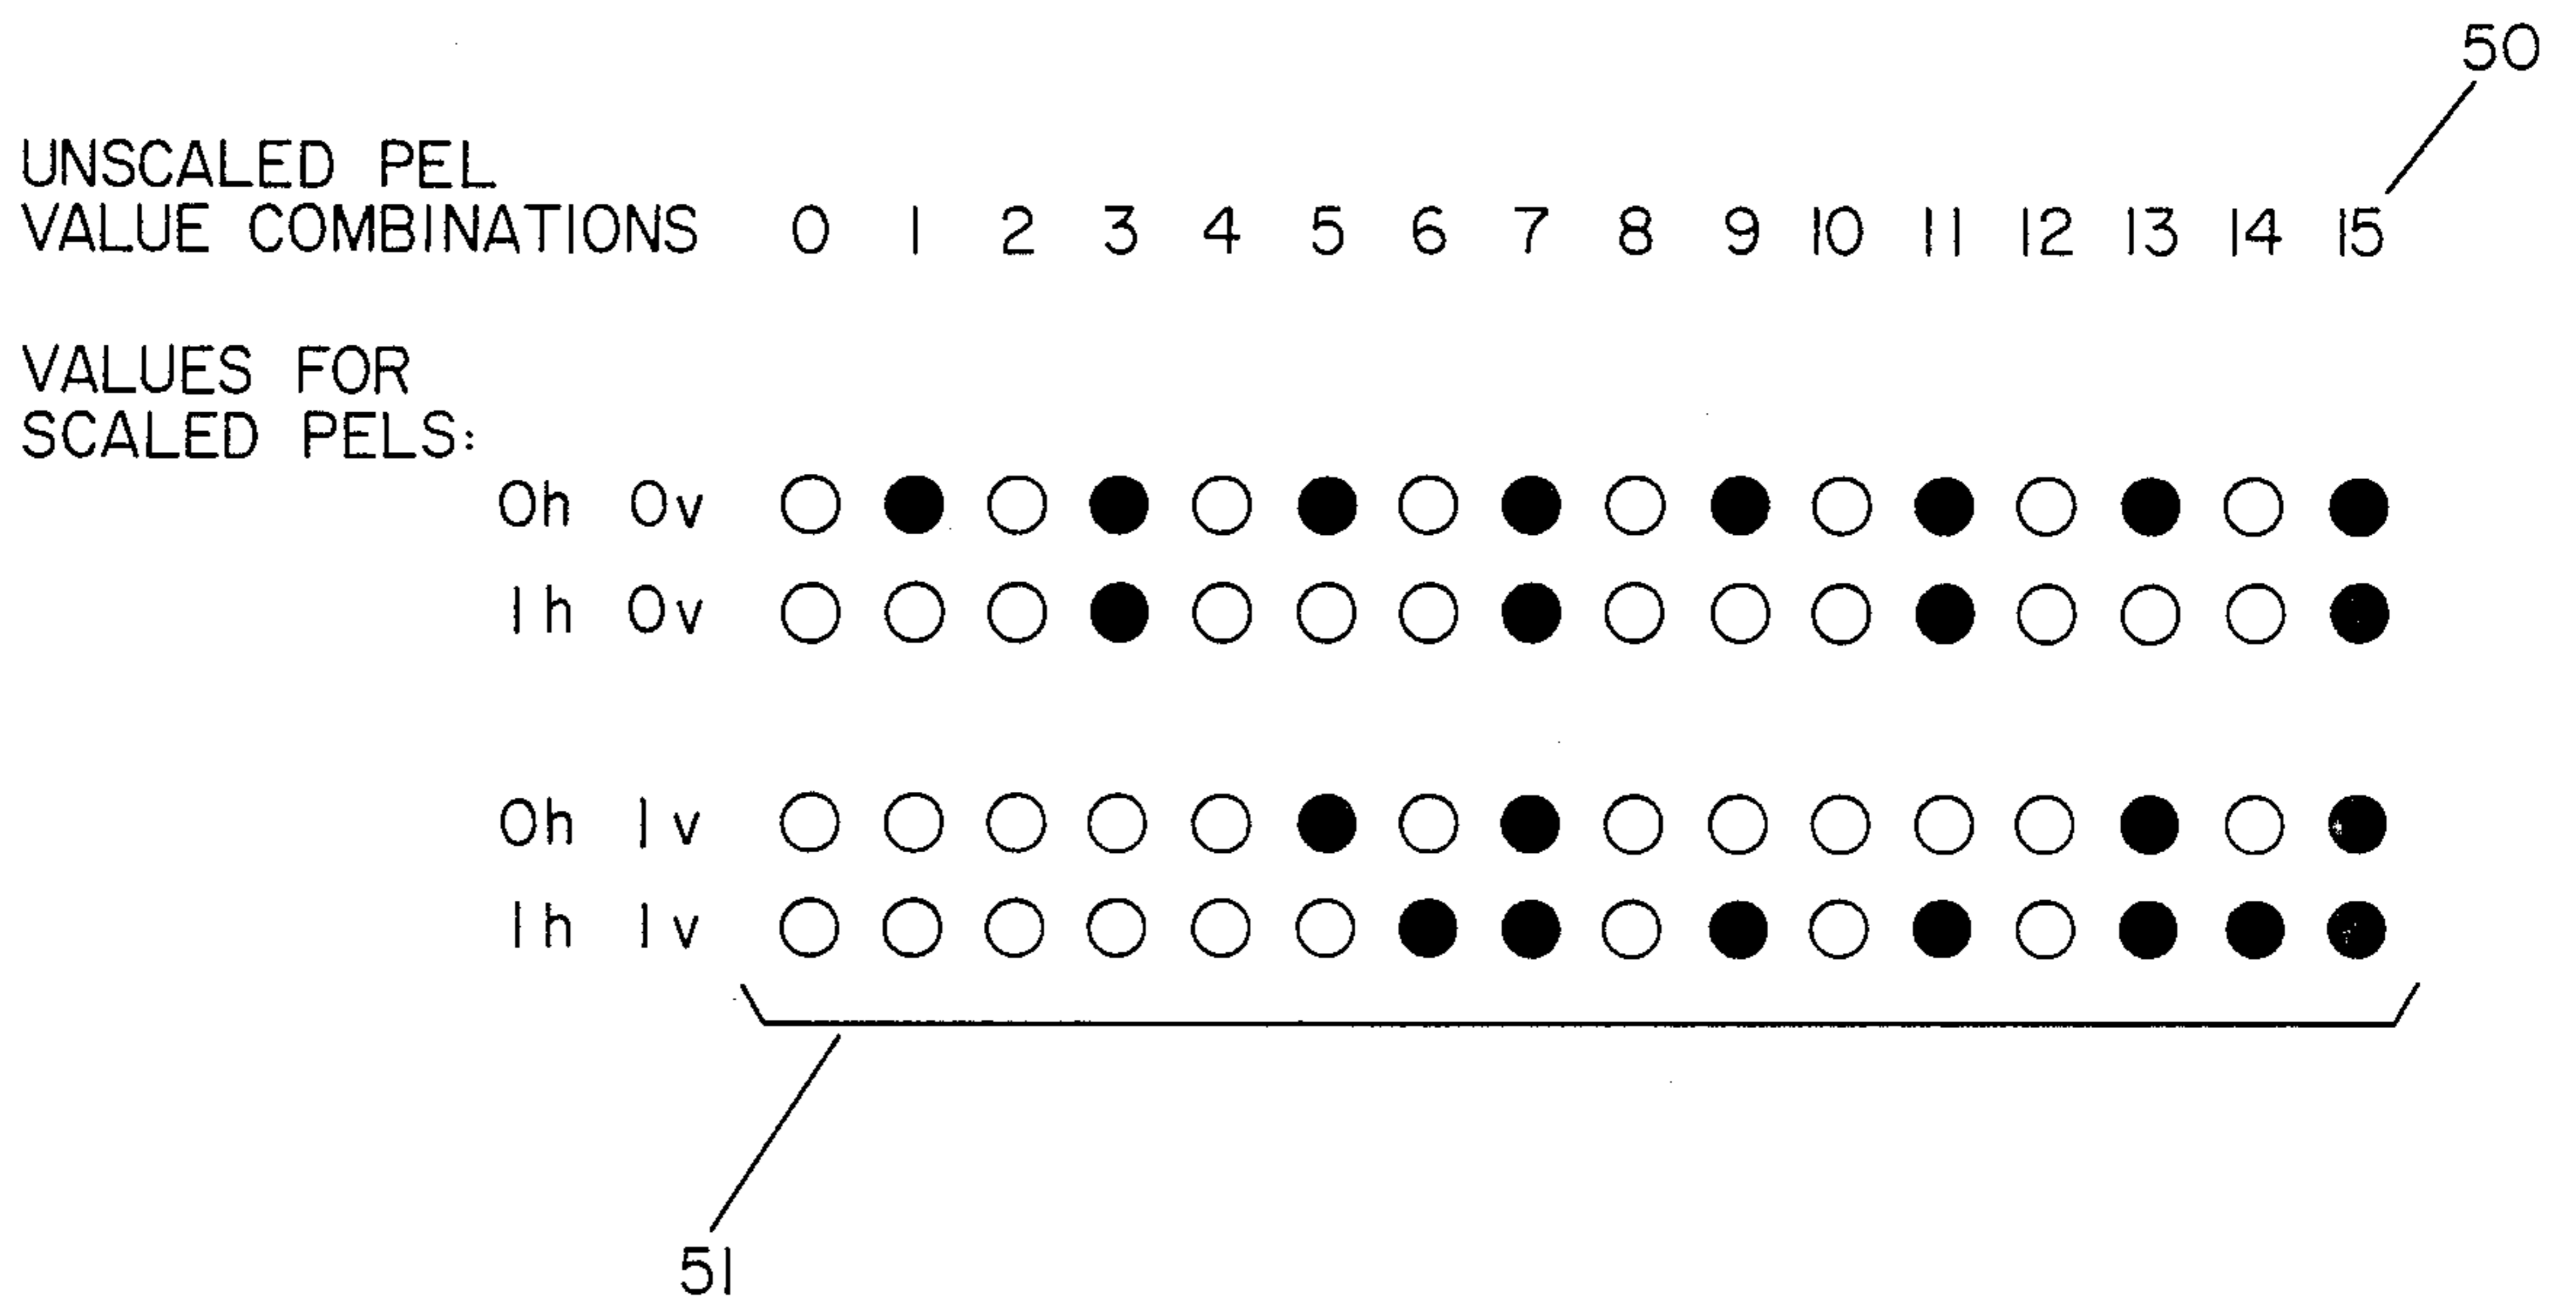 50
UNSCALED PEL
VALUE COMBINATIONS 0 1 2 3 4 5 6 7 8 9 10 11 12 13 14 15
VALUES FOR
SCALED PELS:
0h 0v
1h 0v
0h 1v
1h 1v
51